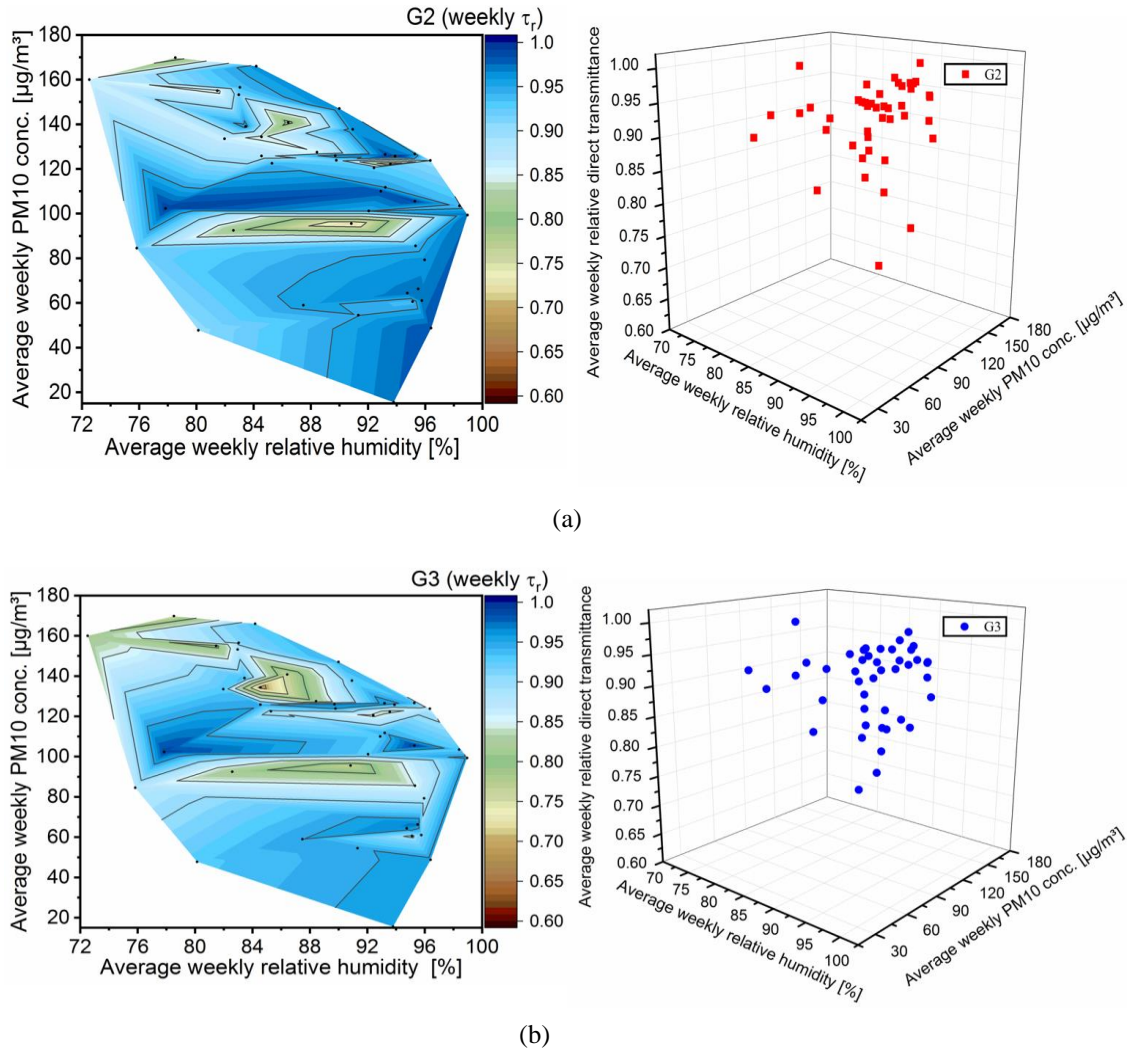 G2 (weekly τr)
180
160
140
120
100
80
60
40
20
72 76 80 84 88 92 96 100
Average weekly relative humidity [%]
Average weekly PM10 conc. [µg/m³]
1.0
0.95
0.90
0.85
0.80
0.75
0.70
0.65
0.60
G2
1.00
0.95
0.90
0.85
0.80
0.75
0.70
0.65
0.60
Average weekly relative direct transmittance
70 75 80 85 90 95 100
Average weekly relative humidity [%]
30 60 90 120 150 180
Average weekly PM10 conc. [µg/m³]
(a)
G3 (weekly τr)
180
160
140
120
100
80
60
40
20
72 76 80 84 88 92 96 100
Average weekly relative humidity [%]
Average weekly PM10 conc. [µg/m³]
1.0
0.95
0.90
0.85
0.80
0.75
0.70
0.65
0.60
G3
1.00
0.95
0.90
0.85
0.80
0.75
0.70
0.65
0.60
Average weekly relative direct transmittance
70 75 80 85 90 95 100
Average weekly relative humidity [%]
30 60 90 120 150 180
Average weekly PM10 conc. [µg/m³]
(b)